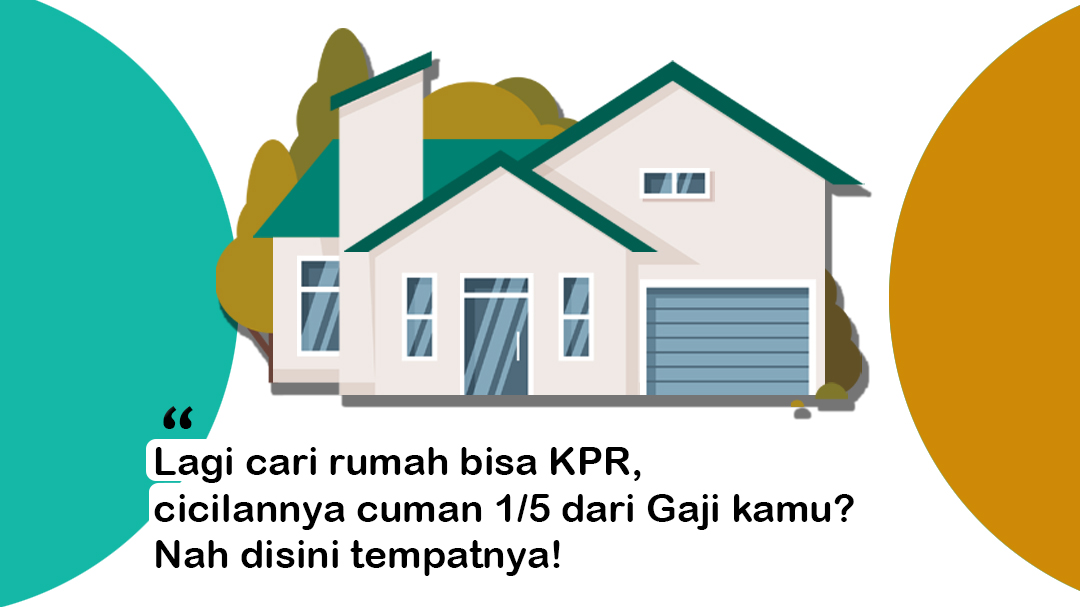 “
Lagi cari rumah bisa KPR,
cicilannya cuman 1/5 dari Gaji kamu?
Nah disini tempatnya!